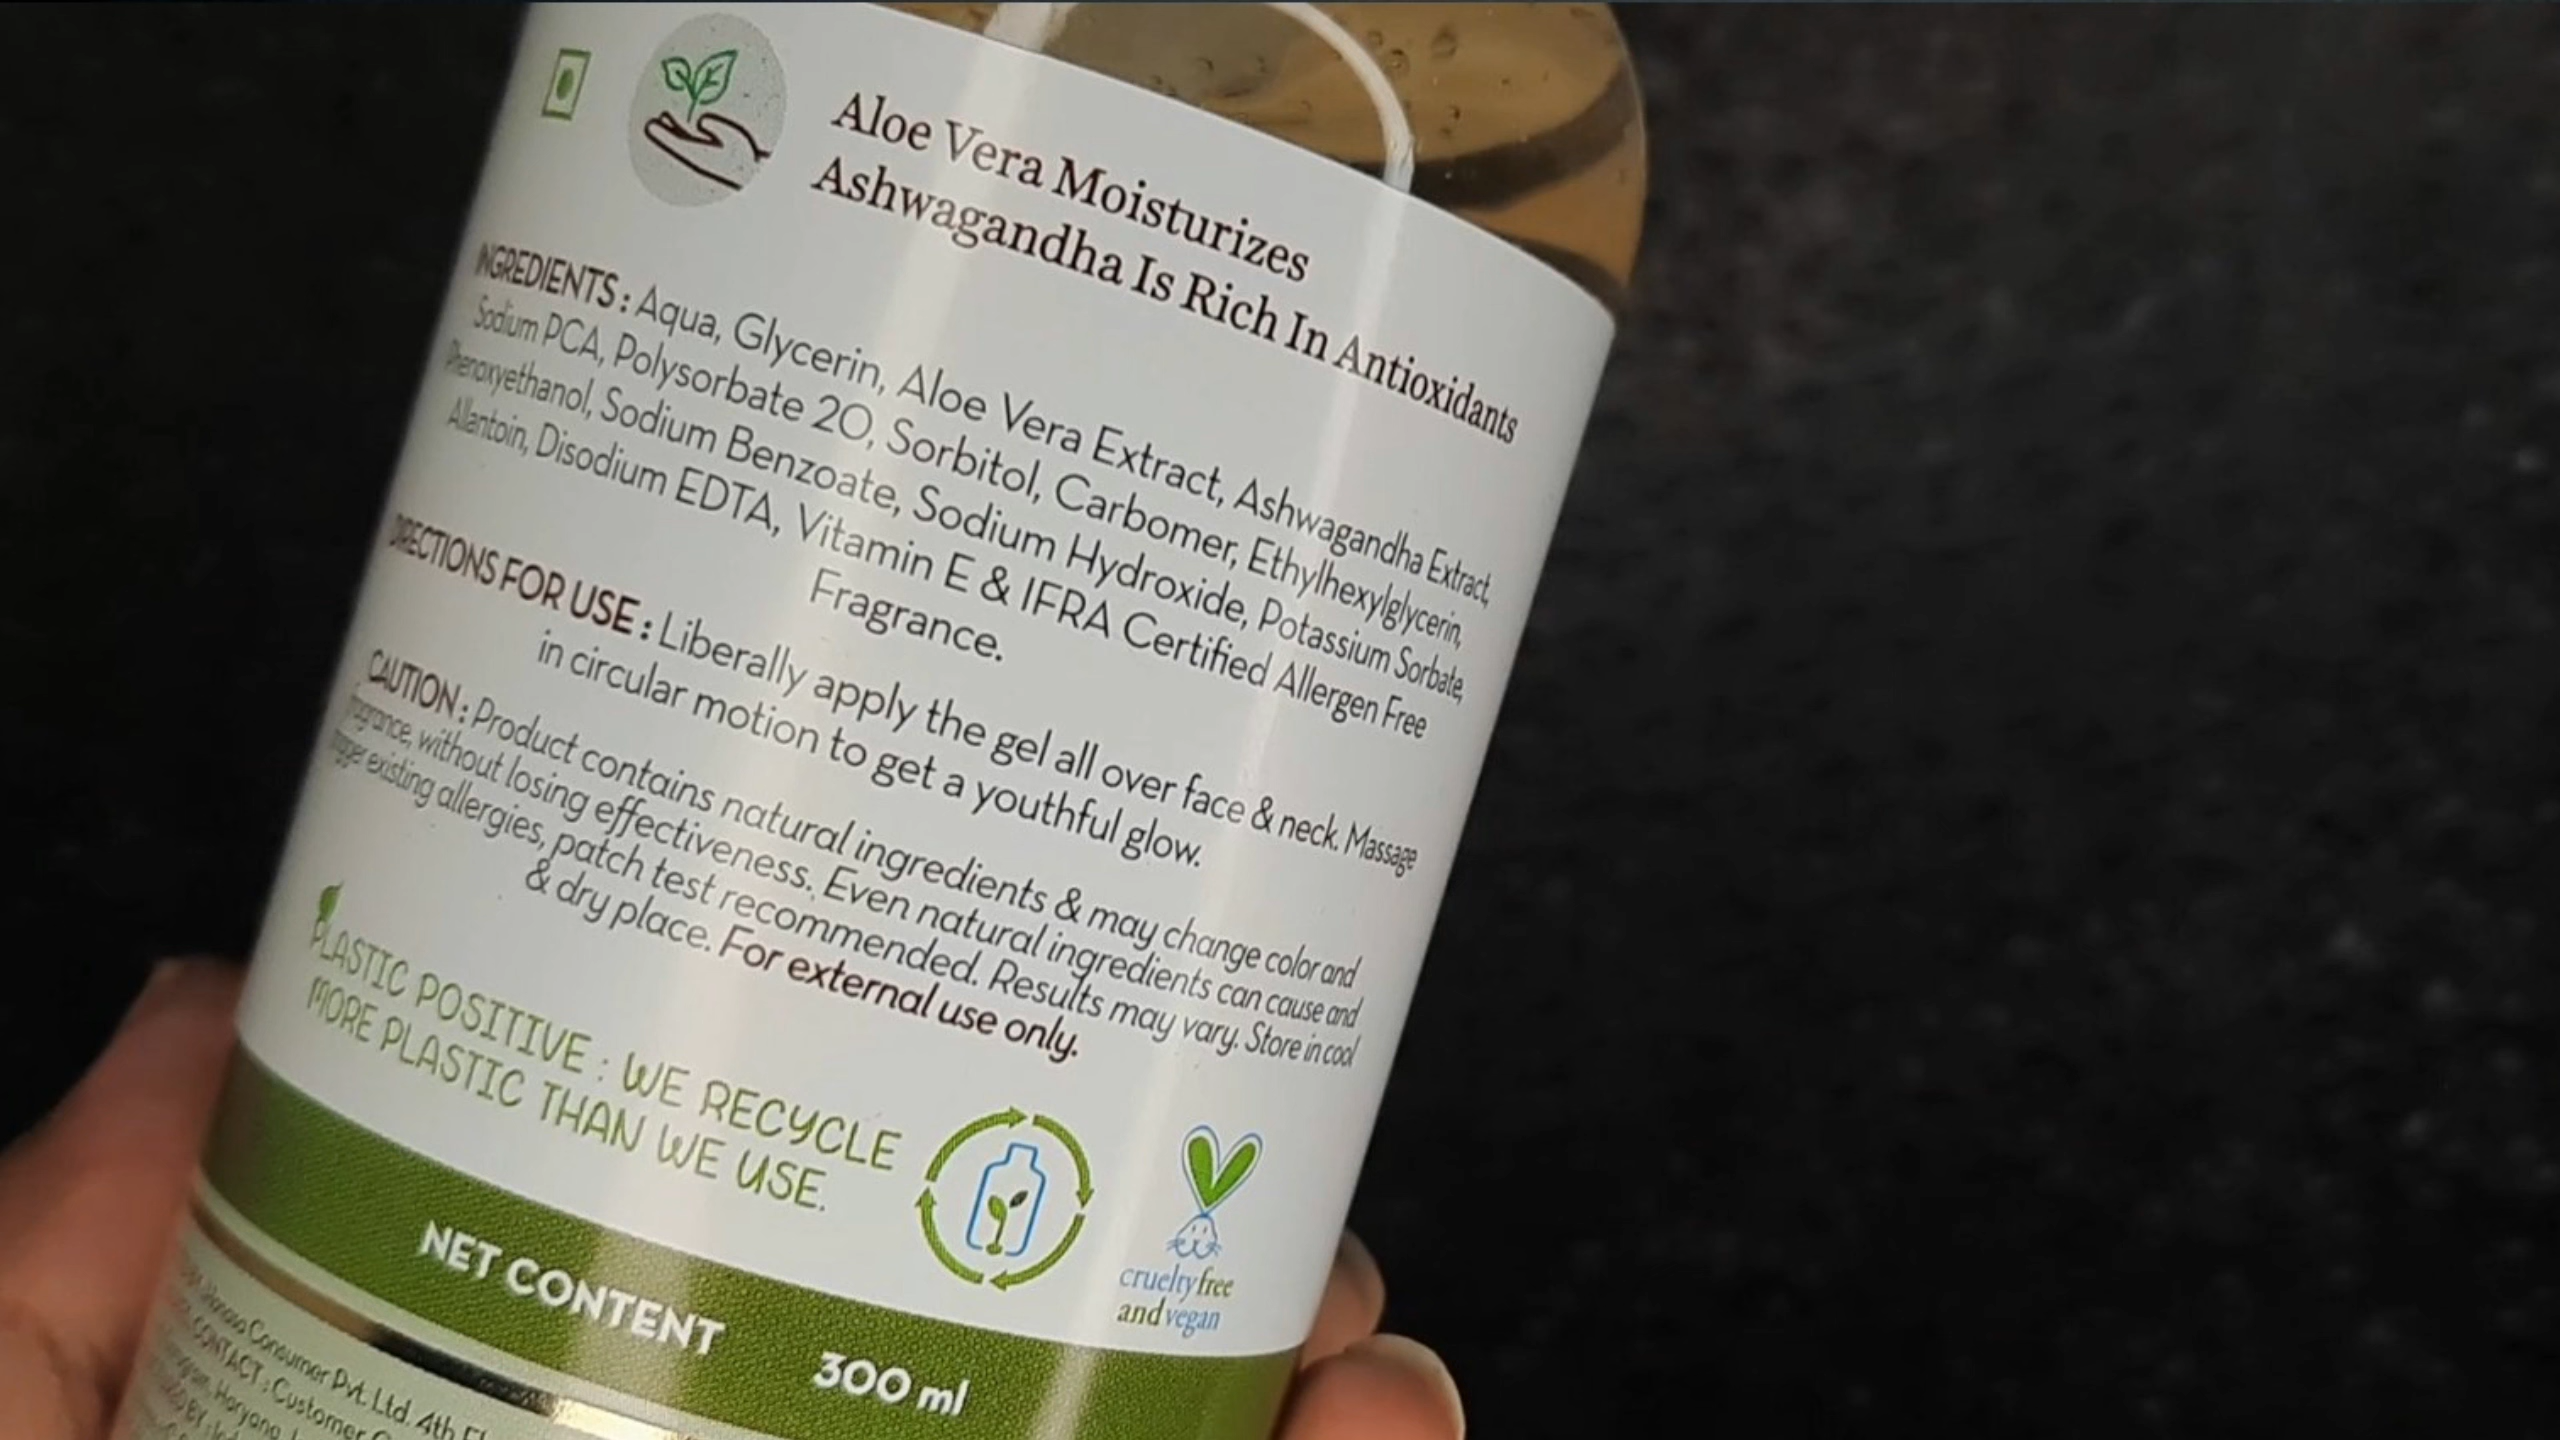 Aloe Vera Moisturizes
Ashwagandha Is Rich In Antioxidants
INGREDIENTS : Aqua, Glycerin, Aloe Vera Extract, Ashwagandha Extract,
Sodium PCA, Polysorbate 20, Sorbitol, Carbomer, Ethylhexylglycerin,
Phenoxyethanol, Sodium Benzoate, Sodium Hydroxide, Potassium Sorbate,
Allantoin, Disodium EDTA, Vitamin E & IFRA Certified Allergen Free
Fragrance.
DIRECTIONS FOR USE : Liberally apply the gel all over face & neck. Massage
in circular motion to get a youthful glow.
CAUTION : Product contains natural ingredients & may change color and
fragrance, without losing effectiveness. Even natural ingredients can cause and
trigger existing allergies, patch test recommended. Results may vary. Store in cool
& dry place. For external use only.
PLASTIC POSITIVE : WE RECYCLE
MORE PLASTIC THAN WE USE.
cruelty free
and vegan
NET CONTENT 300 ml
Consumer Pvt. Ltd. 4th
CONTACT : Customer
Haryana